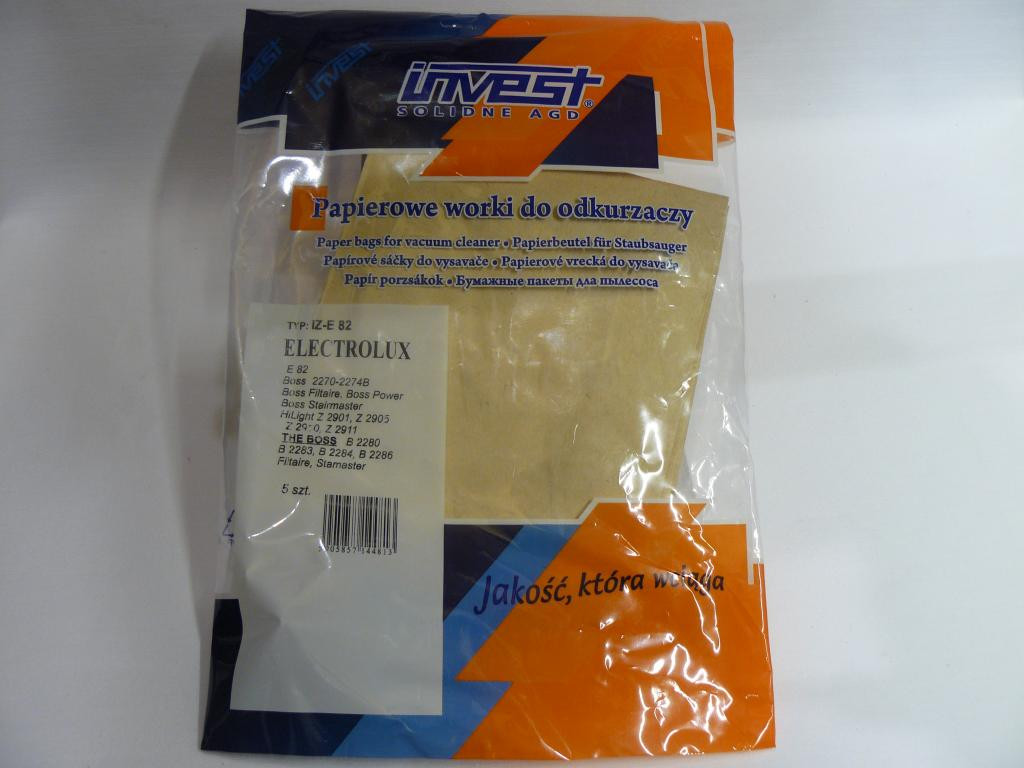 invest
invest
invest®
SOLIDNE AGD
Papierowe worki do odkurzaczy
Paper bags for vacuum cleaner • Papierbeutel für Staubsauger
Papírové sáčky do vysavače • Papierové vrecká do vysavača
Papír porzsákok • Бумажные пакеты для пылесоса
TYP: IZ-E 82
ELECTROLUX
E 82
Boss 2270-2274B
Boss Filtaire. Boss Power
Boss Stairmaster
HiLight Z 2901, Z 2905
Z 2911
THE BOSS B 2280
B 2283, B 2284, B 2286
Filtaire, Stamaster
5 szt.
Jakość, która wciąga